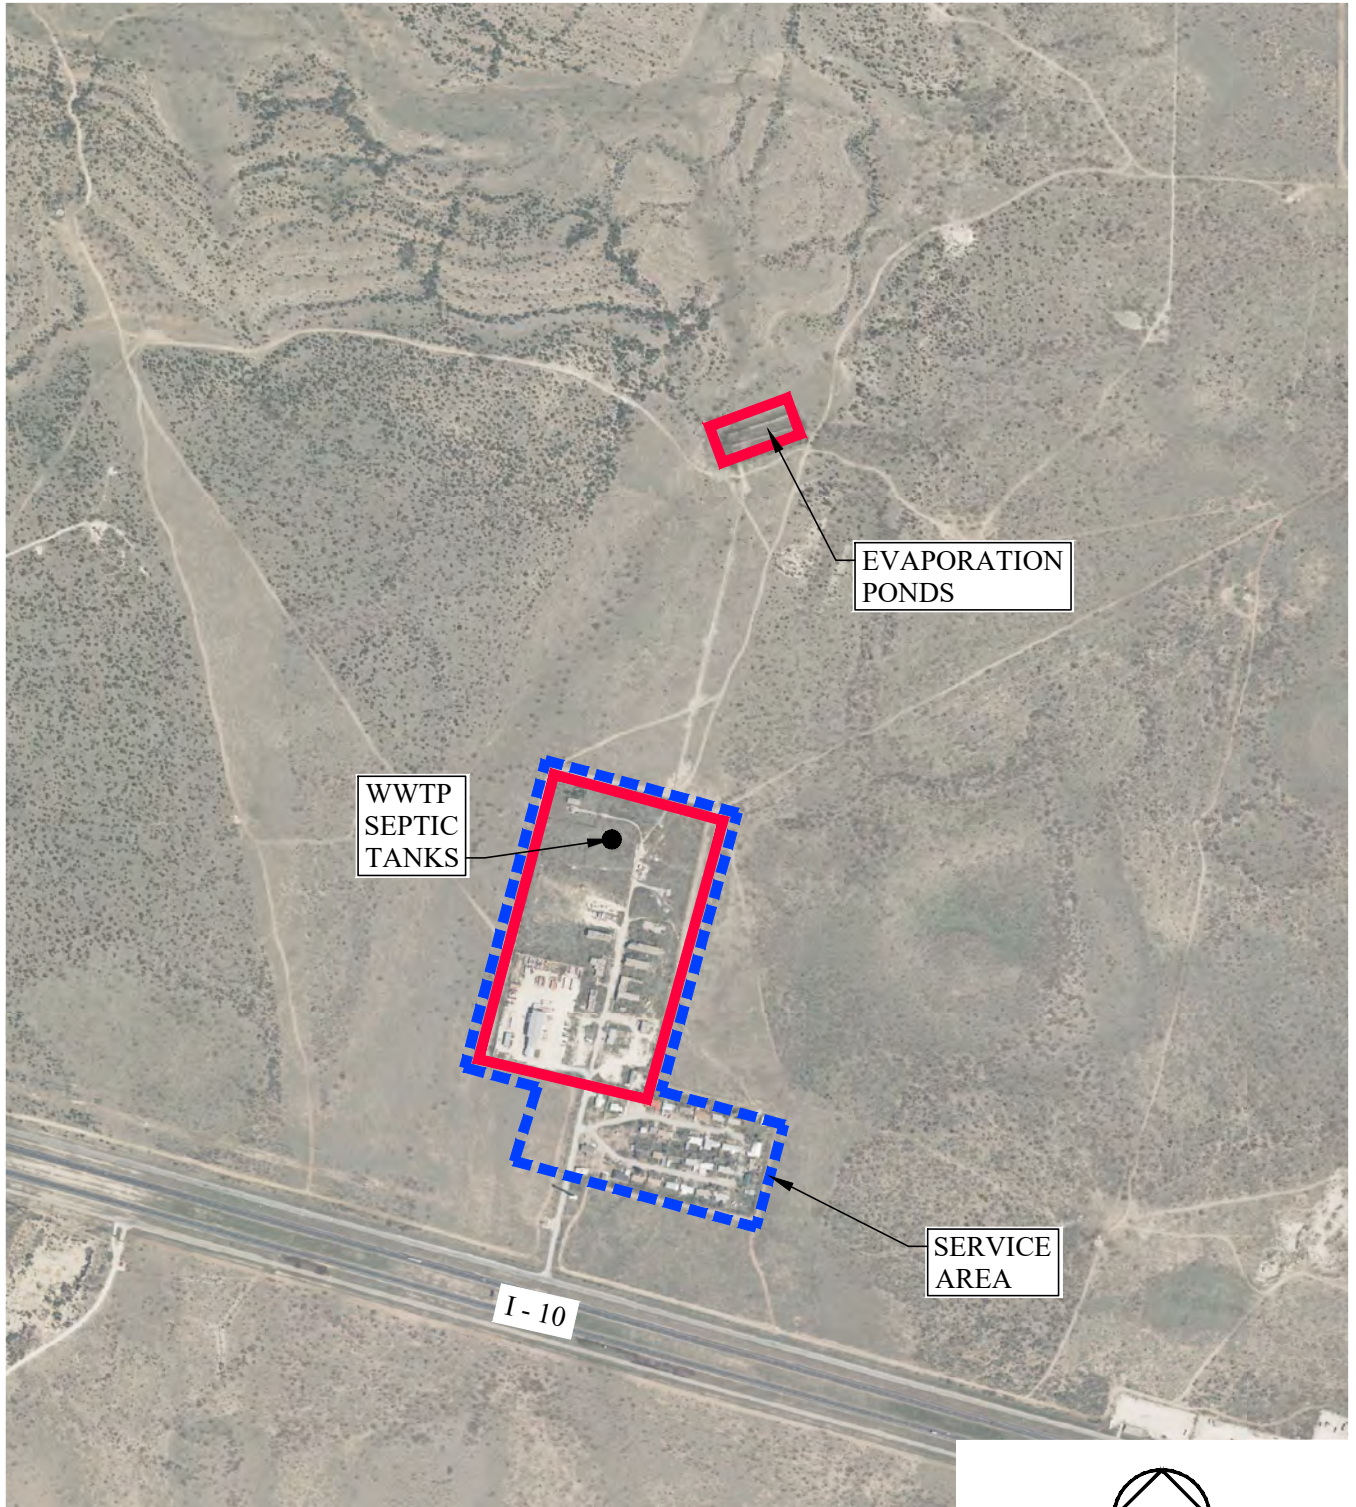 EVAPORATION
PONDS
WWTP
SEPTIC
TANKS
SERVICE
AREA
I - 10